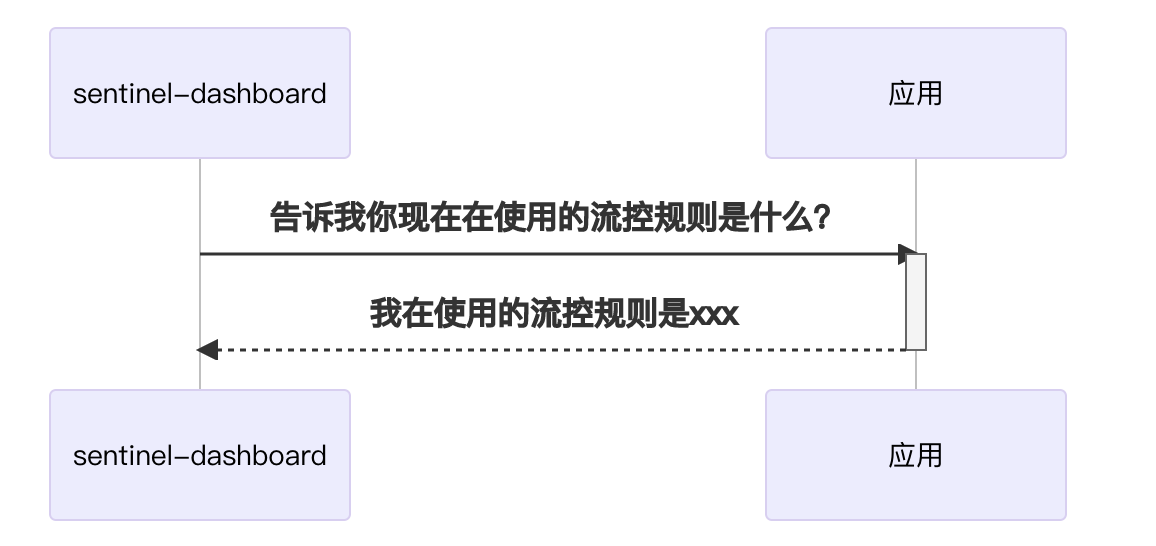 sentinel-dashboard
应用
告诉我你现在在使用的流控规则是什么?
我在使用的流控规则是xxx
sentinel-dashboard
应用